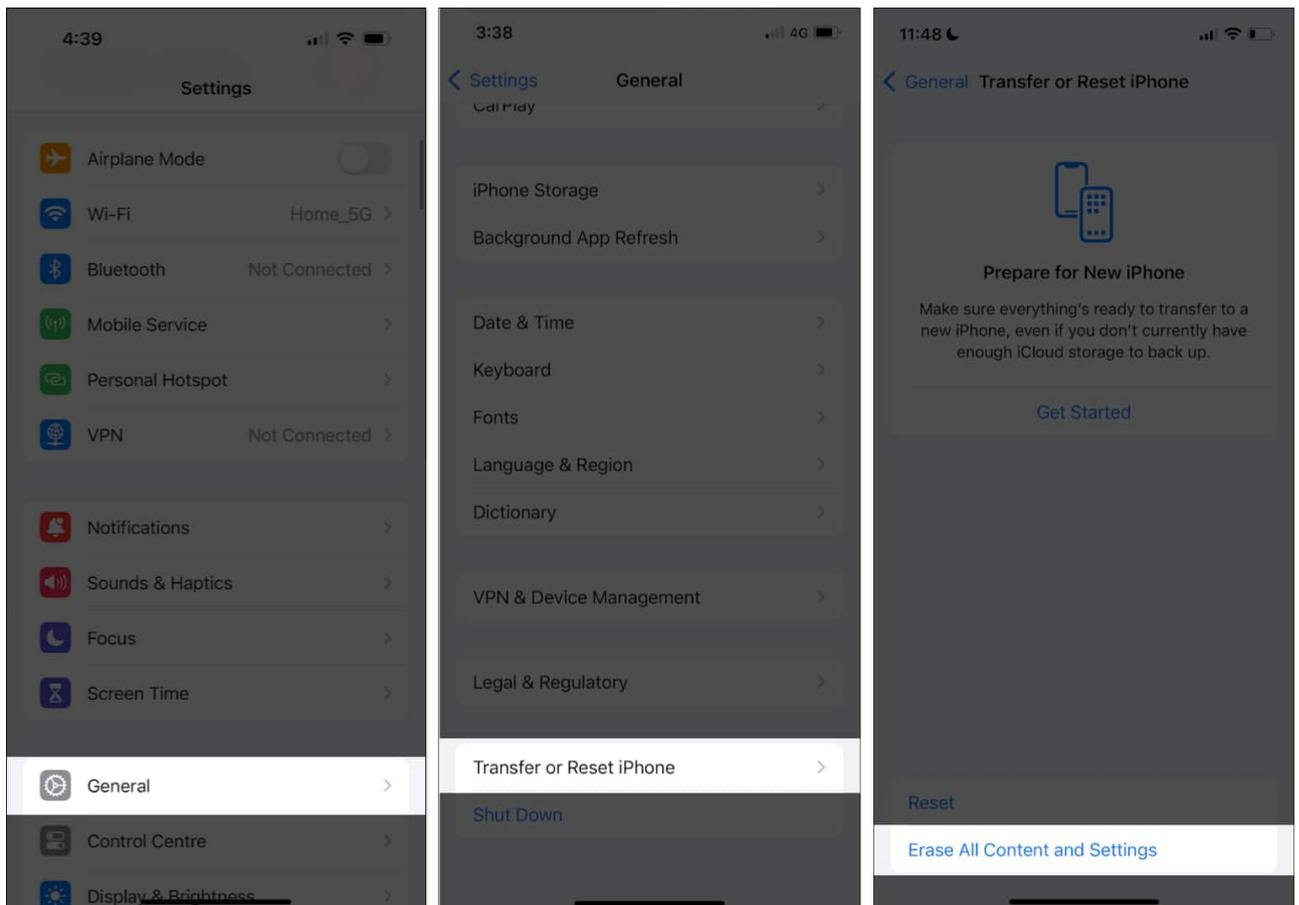 4:39
Settings
Airplane Mode
Wi-Fi Home_5G
Bluetooth Not Connected
Mobile Service
Personal Hotspot
VPN Not Connected
Notifications
Sounds & Haptics
Focus
Screen Time
General
Control Centre
Display & Brightness
3:38 4G
Settings General
CarPlay
iPhone Storage
Background App Refresh
Date & Time
Keyboard
Fonts
Language & Region
Dictionary
VPN & Device Management
Legal & Regulatory
Transfer or Reset iPhone
Shut Down
11:48
General Transfer or Reset iPhone
Prepare for New iPhone
Make sure everything's ready to transfer to a
new iPhone, even if you don't currently have
enough iCloud storage to back up.
Get Started
Reset
Erase All Content and Settings